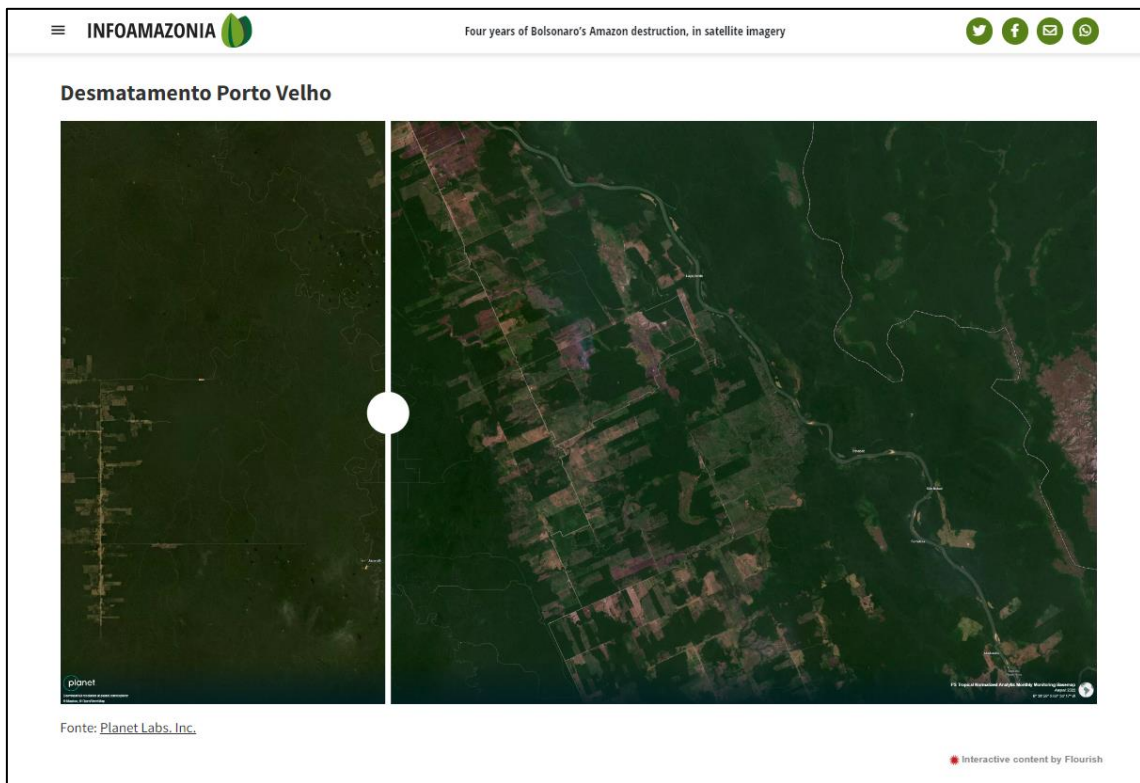 INFOAMAZONIA
Four years of Bolsonaro's Amazon destruction, in satellite imagery
Desmatamento Porto Velho
planet
Fonte: Planet Labs. Inc.
Interactive content by Flourish